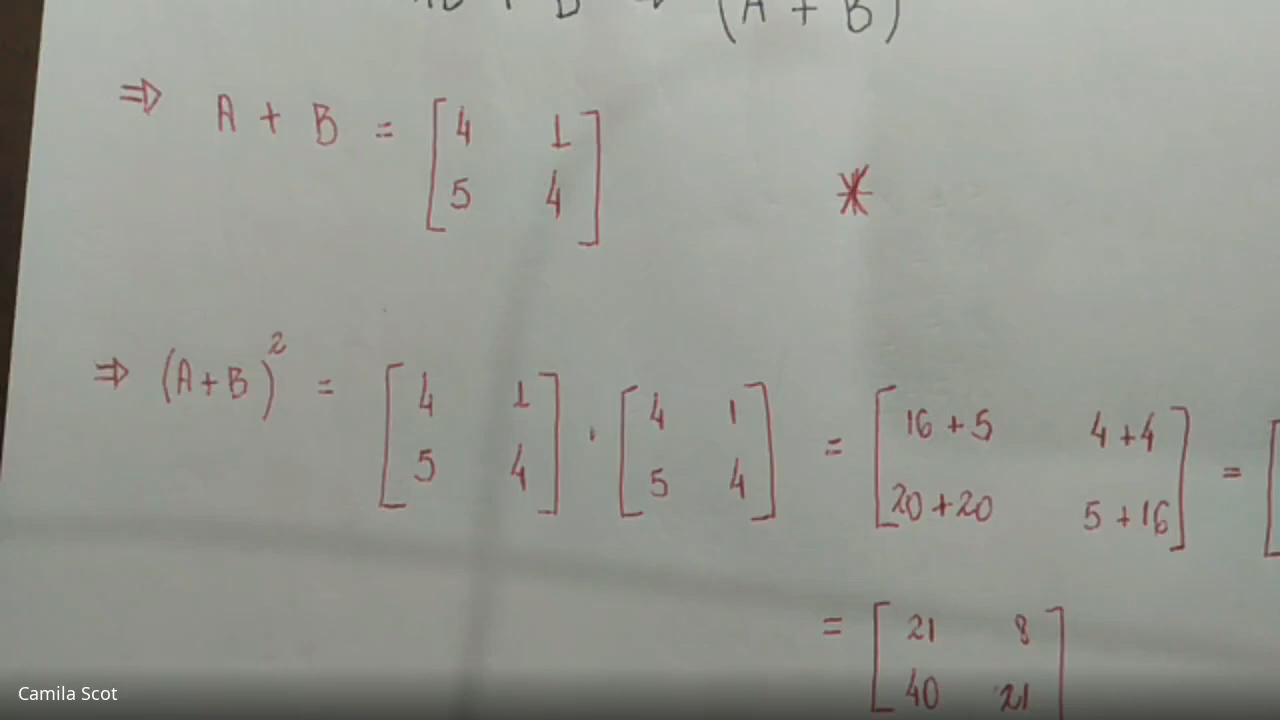 (A + B)
⇒ A + B = [4 1
5 4]
*
⇒ (A+B)² = [4 1
5 4] · [4 1
5 4] = [16+5 4+4
20+20 5+16] = [
= [21 8
40 21]
Camila Scot